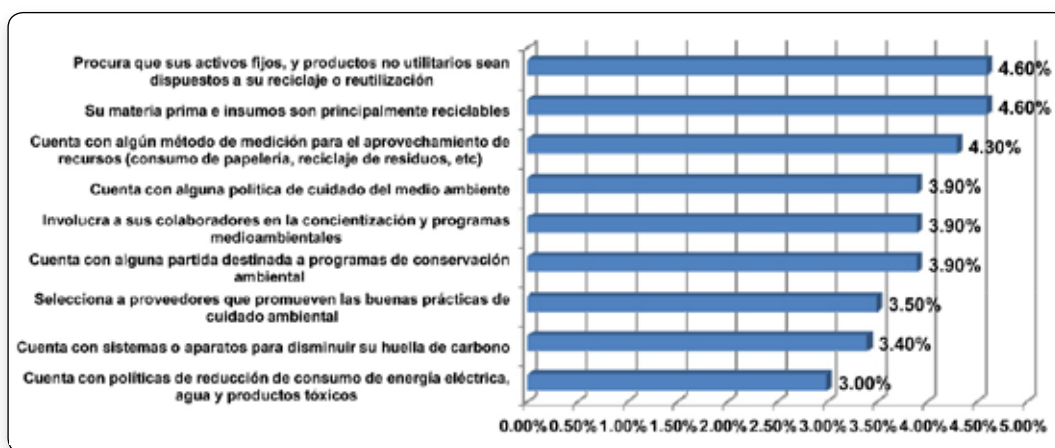 Procura que sus activos fijos, y productos no utilitarios sean
dispuestos a su reciclaje o reutilización
4.60%
Su materia prima e insumos son principalmente reciclables
4.60%
Cuenta con algún método de medición para el aprovechamiento de
recursos (consumo de papelería, reciclaje de residuos, etc)
4.30%
Cuenta con alguna política de cuidado del medio ambiente
3.90%
Involucra a sus colaboradores en la concientización y programas
medioambientales
3.90%
Cuenta con alguna partida destinada a programas de conservación
ambiental
3.90%
Selecciona a proveedores que promueven las buenas prácticas de
cuidado ambiental
3.50%
Cuenta con sistemas o aparatos para disminuir su huella de carbono
3.40%
Cuenta con políticas de reducción de consumo de energía eléctrica,
agua y productos tóxicos
3.00%
0.00% 0.50% 1.00% 1.50% 2.00% 2.50% 3.00% 3.50% 4.00% 4.50% 5.00%